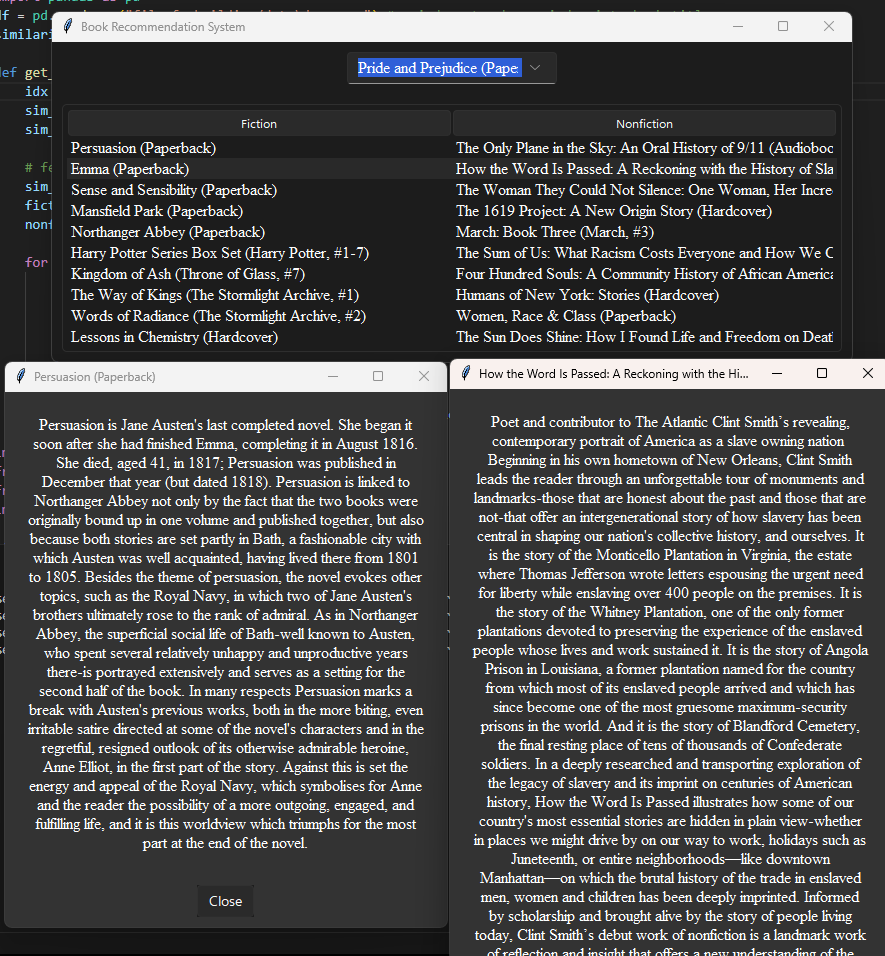 import pandas as pd
df = pd.
similari
Book Recommendation System
Pride and Prejudice (Pape
def get_
idx
sim_
sim_
# fe
sim_
fict
nonf
for
Fiction
Nonfiction
Persuasion (Paperback)
The Only Plane in the Sky: An Oral History of 9/11 (Audioboo
Emma (Paperback)
How the Word Is Passed: A Reckoning with the History of Sla
Sense and Sensibility (Paperback)
The Woman They Could Not Silence: One Woman, Her Incre
Mansfield Park (Paperback)
The 1619 Project: A New Origin Story (Hardcover)
Northanger Abbey (Paperback)
March: Book Three (March, #3)
Harry Potter Series Box Set (Harry Potter, #1-7)
The Sum of Us: What Racism Costs Everyone and How We C
Kingdom of Ash (Throne of Glass, #7)
Four Hundred Souls: A Community History of African America
The Way of Kings (The Stormlight Archive, #1)
Humans of New York: Stories (Hardcover)
Words of Radiance (The Stormlight Archive, #2)
Women, Race & Class (Paperback)
Lessons in Chemistry (Hardcover)
The Sun Does Shine: How I Found Life and Freedom on Deat
Persuasion (Paperback)
Persuasion is Jane Austen's last completed novel. She began it
soon after she had finished Emma, completing it in August 1816.
She died, aged 41, in 1817; Persuasion was published in
December that year (but dated 1818). Persuasion is linked to
Northanger Abbey not only by the fact that the two books were
originally bound up in one volume and published together, but also
because both stories are set partly in Bath, a fashionable city with
which Austen was well acquainted, having lived there from 1801
to 1805. Besides the theme of persuasion, the novel evokes other
topics, such as the Royal Navy, in which two of Jane Austen's
brothers ultimately rose to the rank of admiral. As in Northanger
Abbey, the superficial social life of Bath-well known to Austen,
who spent several relatively unhappy and unproductive years
there-is portrayed extensively and serves as a setting for the
second half of the book. In many respects Persuasion marks a
break with Austen's previous works, both in the more biting, even
irritable satire directed at some of the novel's characters and in the
regretful, resigned outlook of its otherwise admirable heroine,
Anne Elliot, in the first part of the story. Against this is set the
energy and appeal of the Royal Navy, which symbolises for Anne
and the reader the possibility of a more outgoing, engaged, and
fulfilling life, and it is this worldview which triumphs for the most
part at the end of the novel.
Close
How the Word Is Passed: A Reckoning with the Hi...
Poet and contributor to The Atlantic Clint Smith’s revealing,
contemporary portrait of America as a slave owning nation
Beginning in his own hometown of New Orleans, Clint Smith
leads the reader through an unforgettable tour of monuments and
landmarks-those that are honest about the past and those that are
not-that offer an intergenerational story of how slavery has been
central in shaping our nation's collective history, and ourselves. It
is the story of the Monticello Plantation in Virginia, the estate
where Thomas Jefferson wrote letters espousing the urgent need
for liberty while enslaving over 400 people on the premises. It is
the story of the Whitney Plantation, one of the only former
plantations devoted to preserving the experience of the enslaved
people whose lives and work sustained it. It is the story of Angola
Prison in Louisiana, a former plantation named for the country
from which most of its enslaved people arrived and which has
since become one of the most gruesome maximum-security
prisons in the world. And it is the story of Blandford Cemetery,
the final resting place of tens of thousands of Confederate
soldiers. In a deeply researched and transporting exploration of
the legacy of slavery and its imprint on centuries of American
history, How the Word Is Passed illustrates how some of our
country's most essential stories are hidden in plain view-whether
in places we might drive by on our way to work, holidays such as
Juneteenth, or entire neighborhoods—like downtown
Manhattan—on which the brutal history of the trade in enslaved
men, women and children has been deeply imprinted. Informed
by scholarship and brought alive by the story of people living
today, Clint Smith’s debut work of nonfiction is a landmark work
of reflection and insight that offers a new understanding of the